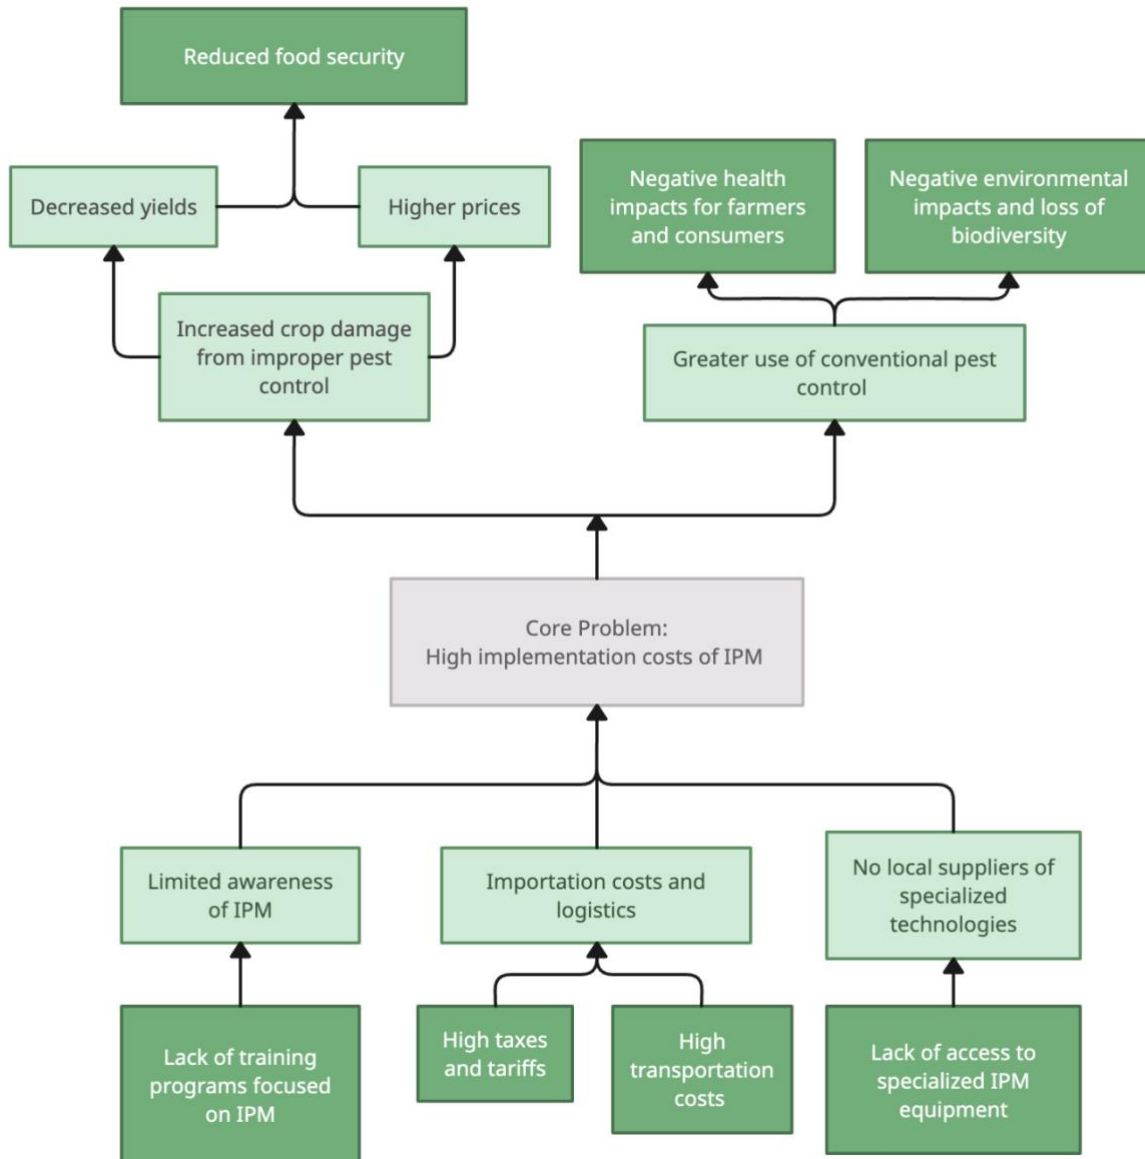 Reduced food security
Decreased yields
Higher prices
Negative health
impacts for farmers
and consumers
Negative environmental
impacts and loss of
biodiversity
Increased crop damage
from improper pest
control
Greater use of conventional pest
control
Core Problem:
High implementation costs of IPM
Limited awareness
of IPM
Importation costs and
logistics
No local suppliers of
specialized
technologies
Lack of training
programs focused
on IPM
High taxes
and tariffs
High
transportation
costs
Lack of access to
specialized IPM
equipment